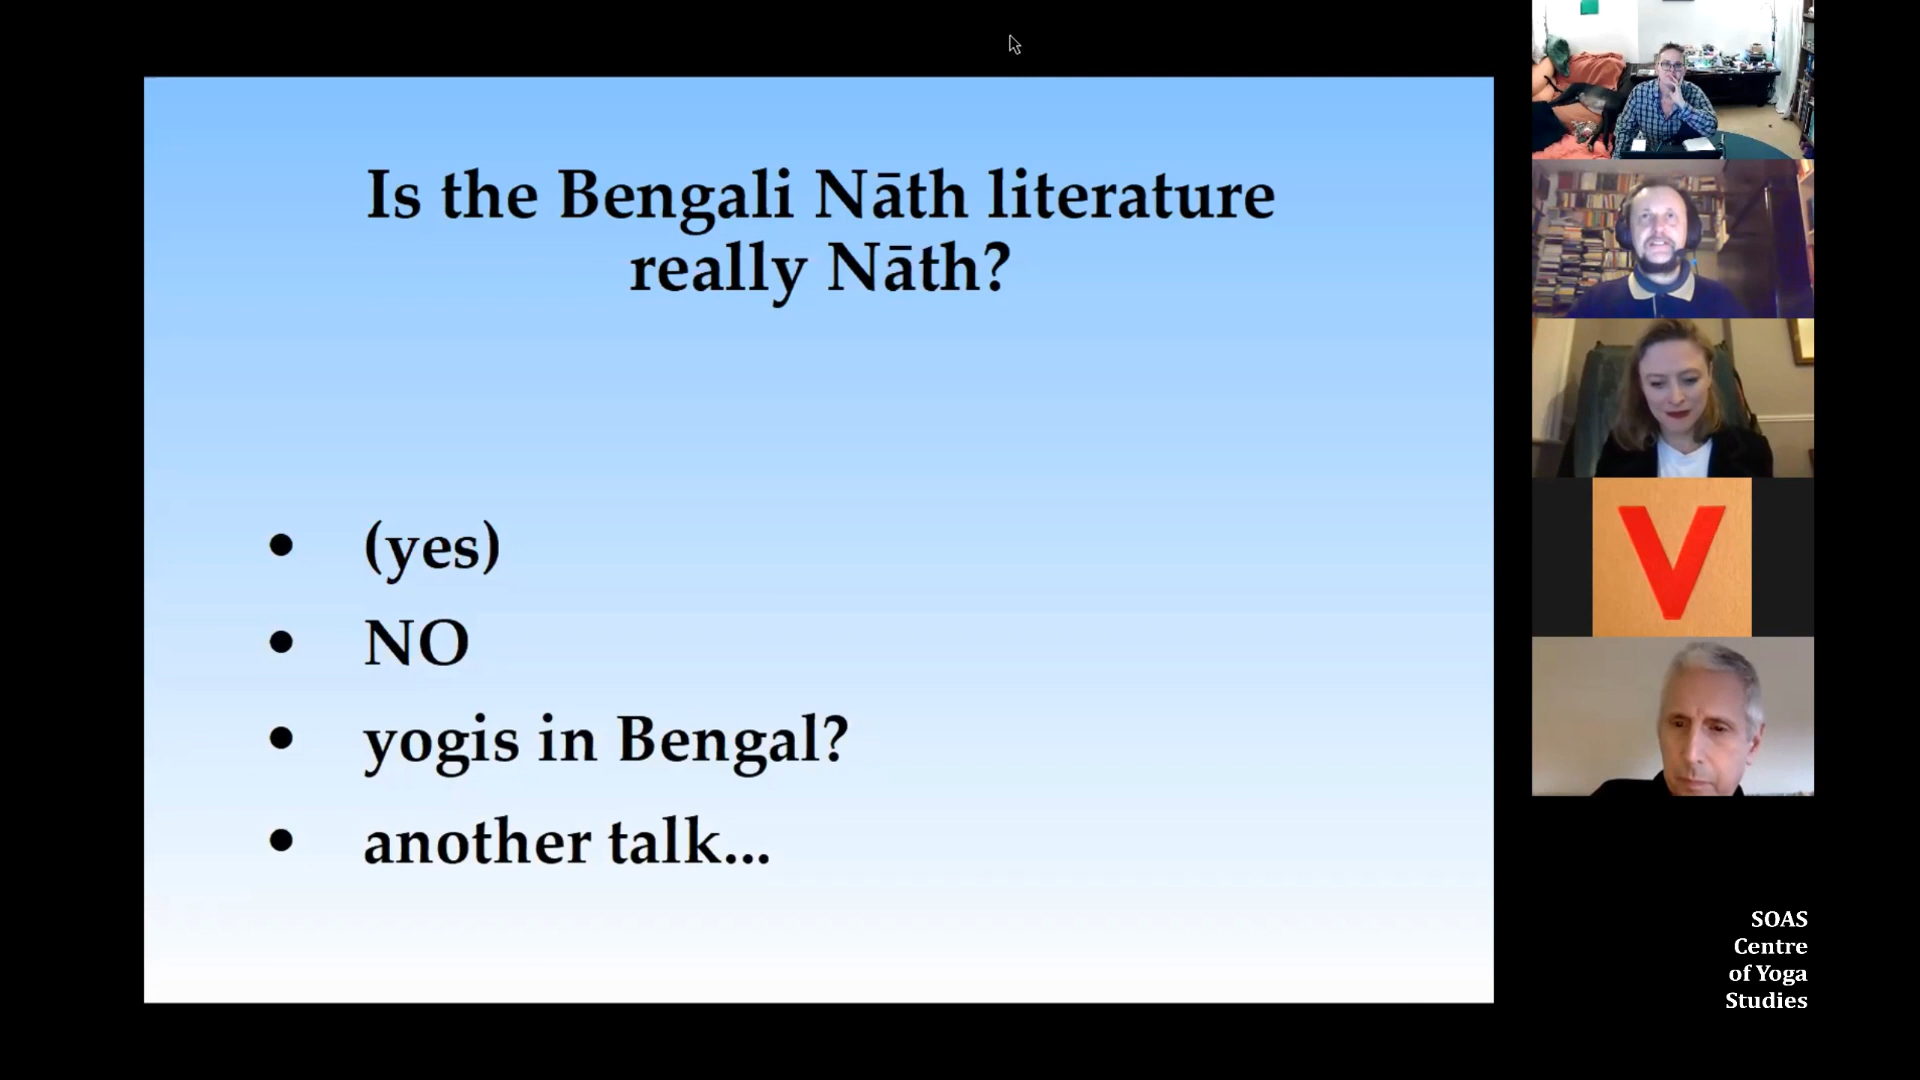 Is the Bengali Nāth literature
really Nāth?
• (yes)
• NO
• yogis in Bengal?
• another talk...
V
SOAS
Centre
of Yoga
Studies